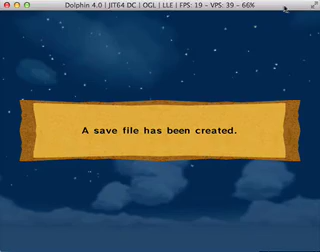 Dolphin 4.0 | JIT64 DC | OGL | LLE | FPS: 19 - VPS: 39 - 66%
A save file has been created.